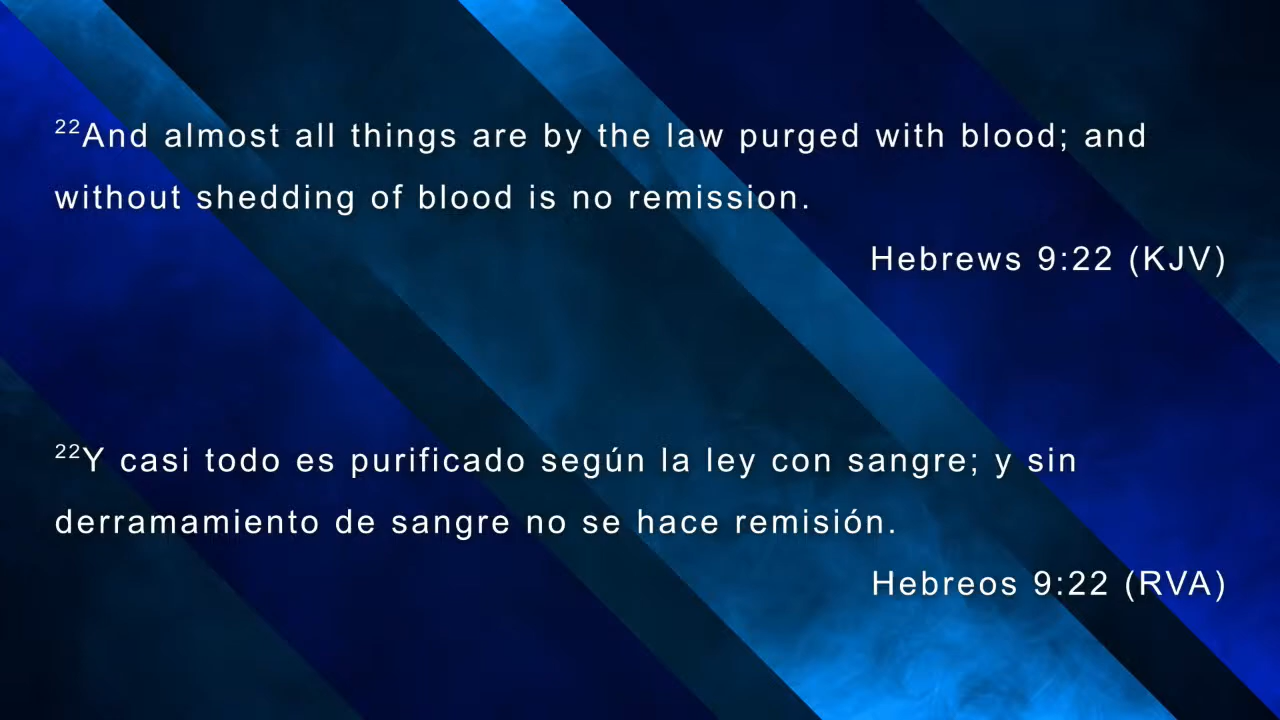 ²²And almost all things are by the law purged with blood; and
without shedding of blood is no remission.
Hebrews 9:22 (KJV)
²²Y casi todo es purificado según la ley con sangre; y sin
derramamiento de sangre no se hace remisión.
Hebreos 9:22 (RVA)